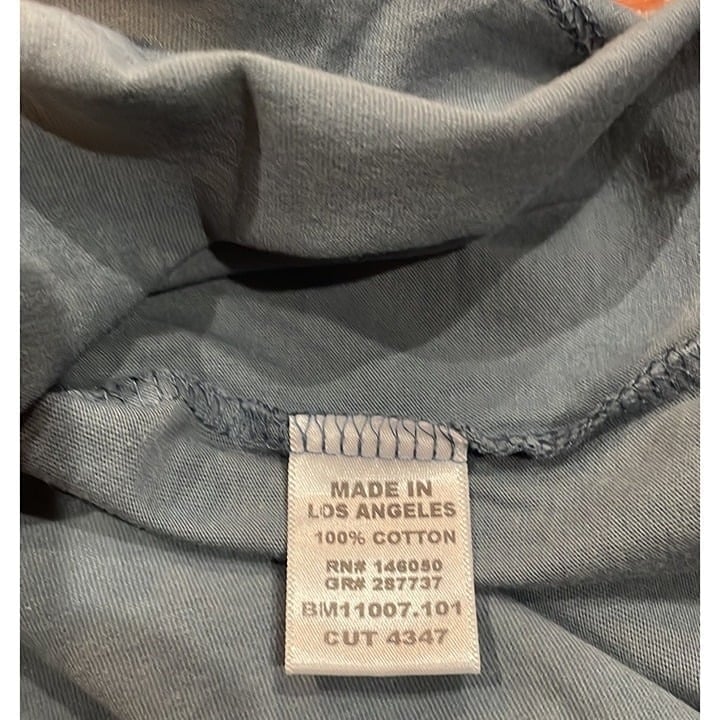 MADE IN
LOS ANGELES
100% COTTON
RN# 146050
GR# 287737
BM11007.101
CUT 4347